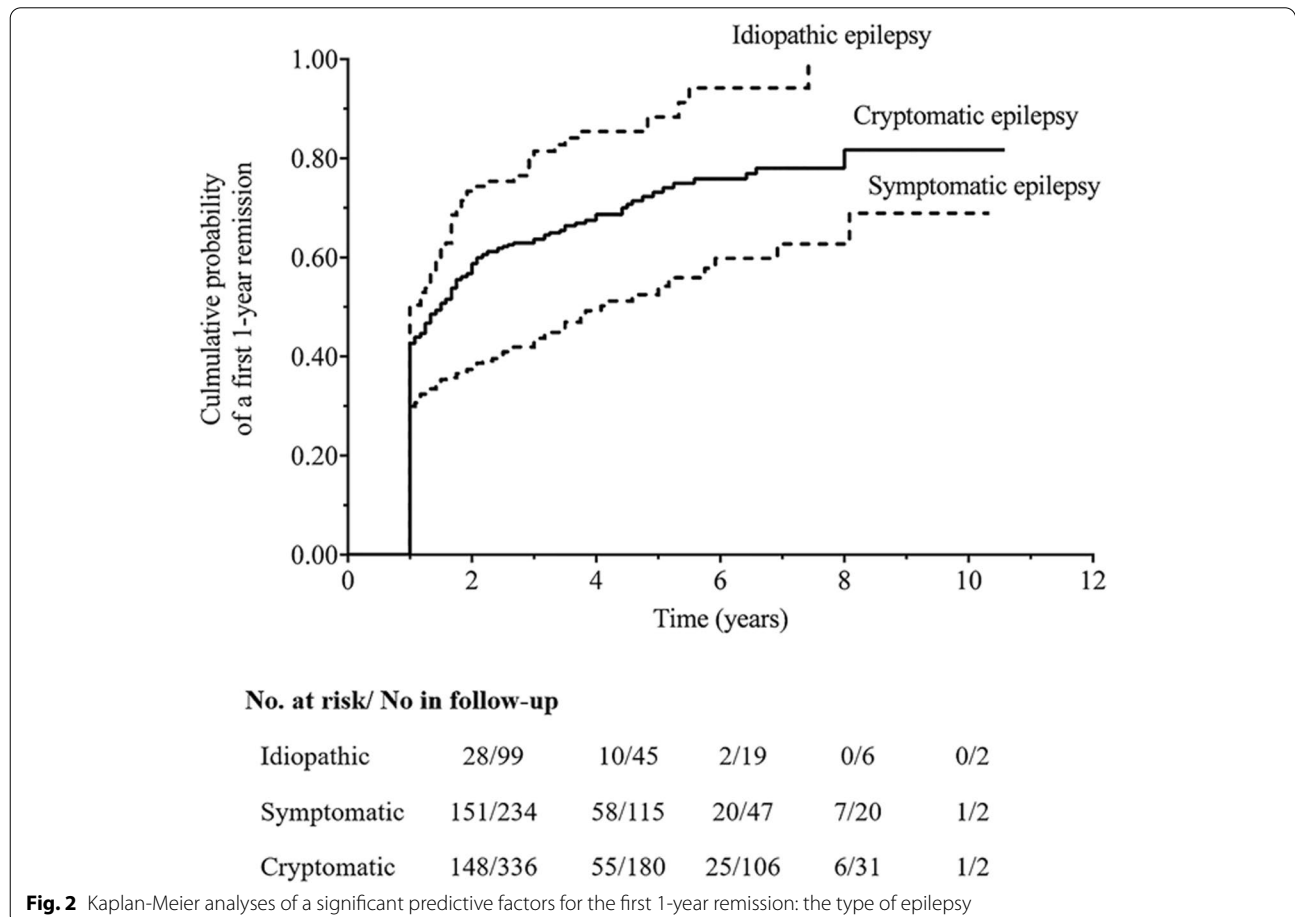 Idiopathic epilepsy
Cryptomatic epilepsy
Symptomatic epilepsy
Culmulative probability
of a first 1-year remission
1.00
0.80
0.60
0.40
0.20
0.00
0 2 4 6 8 10 12
Time (years)
No. at risk/ No in follow-up
Idiopathic 28/99 10/45 2/19 0/6 0/2
Symptomatic 151/234 58/115 20/47 7/20 1/2
Cryptomatic 148/336 55/180 25/106 6/31 1/2
Fig. 2 Kaplan-Meier analyses of a significant predictive factors for the first 1-year remission: the type of epilepsy